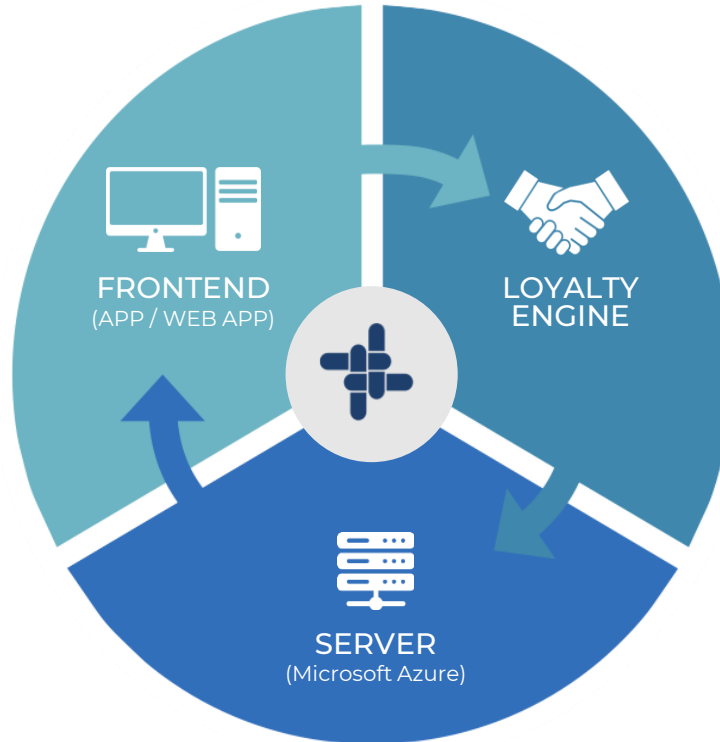 FRONTEND
(APP / WEB APP)
LOYALTY
ENGINE
SERVER
(Microsoft Azure)